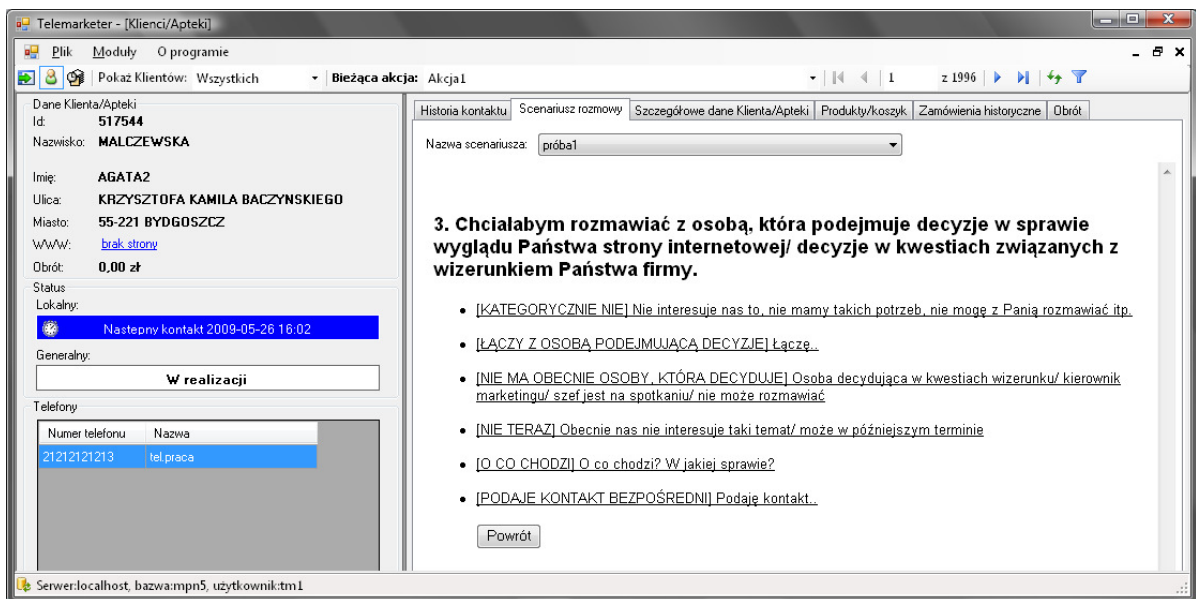 Telemarketer - [Klienci/Apteki]
Plik Moduły O programie
Pokaż Klientów: Wszystkich Bieżąca akcja: Akcja1 1 z 1996
Dane Klienta/Apteki
Id: 517544
Nazwisko: MALCZEWSKA
Imię: AGATA2
Ulica: KRZYSZTOFA KAMILA BACZYNSKIEGO
Miasto: 55-221 BYDGOSZCZ
WWW: brak strony
Obrót: 0,00 zł
Status
Lokalny:
Nastepny kontakt 2009-05-26 16:02
Generalny:
W realizacji
Telefony
Numer telefonu Nazwa
21212121213 tel.praca
Historia kontaktu Scenariusz rozmowy Szczegółowe dane Klienta/Apteki Produkty/koszyk Zamówienia historyczne Obrót
Nazwa scenariusza: próba1
3. Chciałabym rozmawiać z osobą, która podejmuje decyzje w sprawie
wyglądu Państwa strony internetowej/ decyzje w kwestiach związanych z
wizerunkiem Państwa firmy.
[KATEGORYCZNIE NIE] Nie interesuje nas to, nie mamy takich potrzeb, nie mogę z Panią rozmawiać itp.
[ŁĄCZY Z OSOBĄ PODEJMUJĄCĄ DECYZJE] Łączę..
[NIE MA OBECNIE OSOBY, KTÓRA DECYDUJE] Osoba decydująca w kwestiach wizerunku/ kierownik
marketingu/ szef jest na spotkaniu/ nie może rozmawiać
[NIE TERAZ] Obecnie nas nie interesuje taki temat/ może w późniejszym terminie
[O CO CHODZI] O co chodzi? W jakiej sprawie?
[PODAJE KONTAKT BEZPOŚREDNI] Podaję kontakt..
Powrót
Serwer:localhost, bazwa:mpn5, użytkownik:tm1